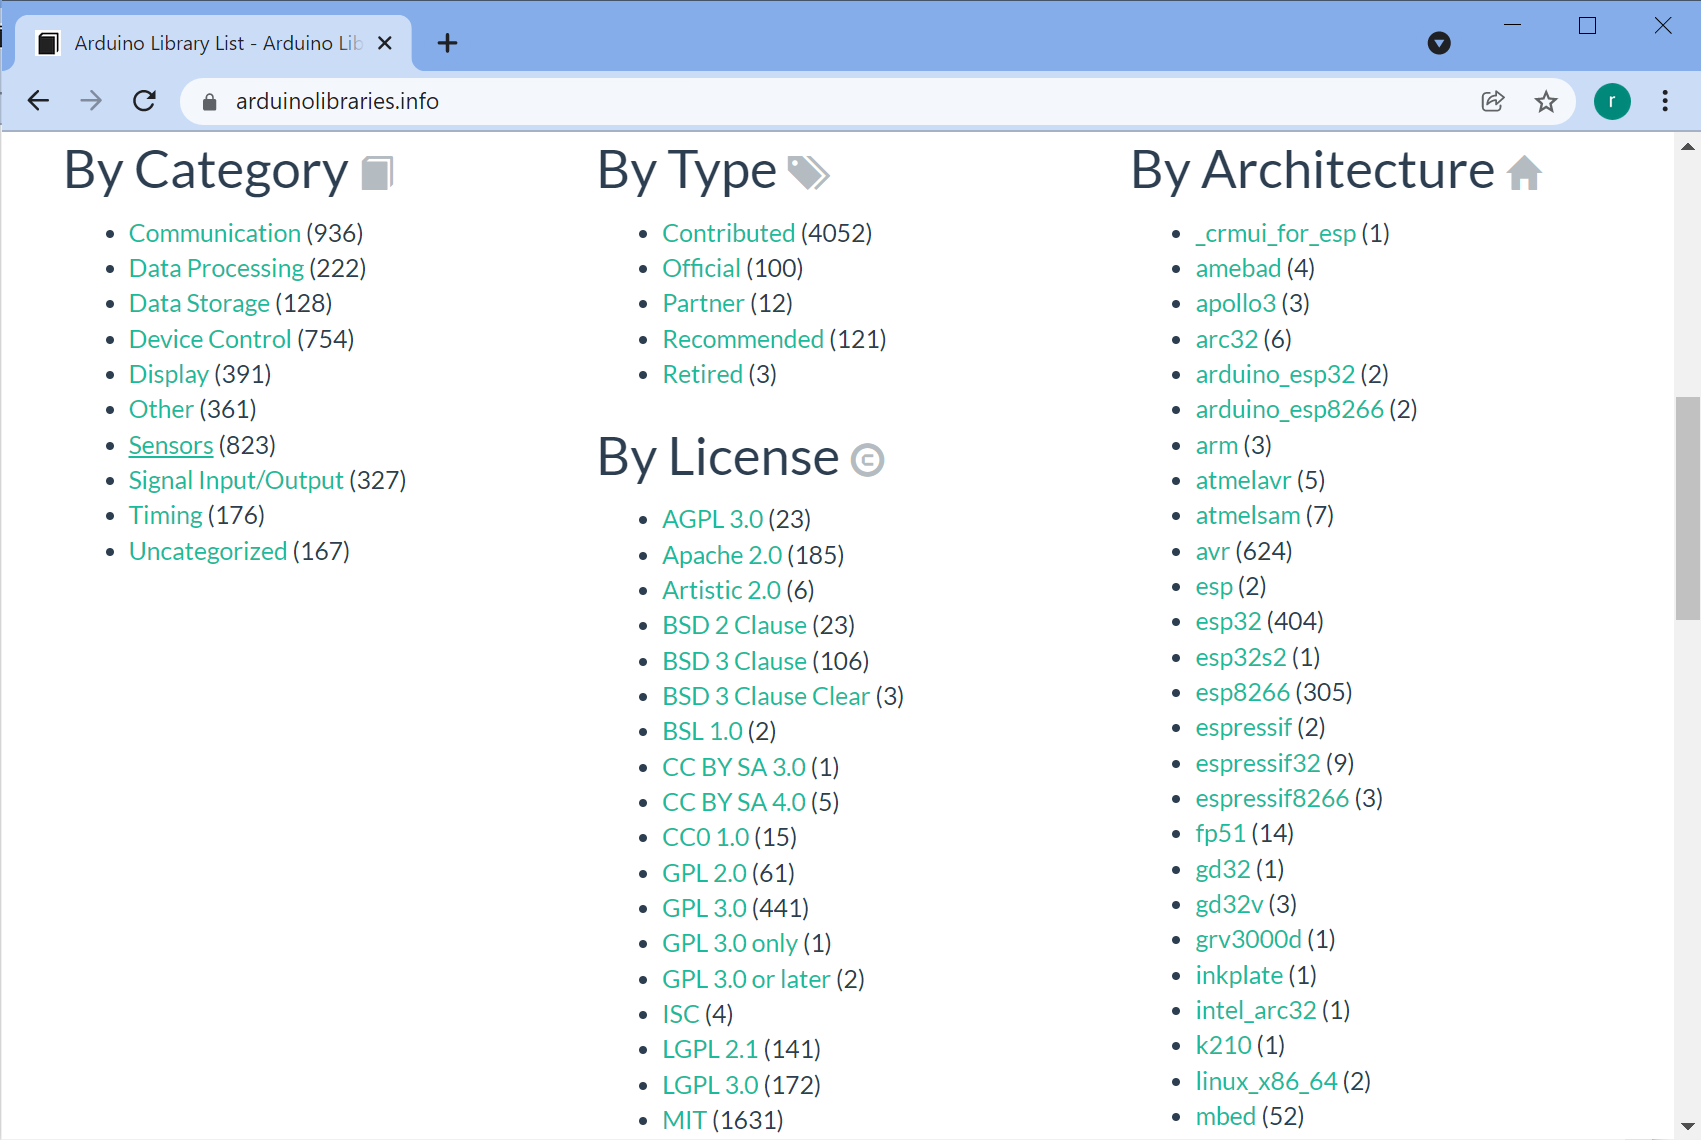 Arduino Library List - Arduino Lib
arduinolibraries.info
r
By Category
Communication (936)
Data Processing (222)
Data Storage (128)
Device Control (754)
Display (391)
Other (361)
Sensors (823)
Signal Input/Output (327)
Timing (176)
Uncategorized (167)
By Type
Contributed (4052)
Official (100)
Partner (12)
Recommended (121)
Retired (3)
By License
AGPL 3.0 (23)
Apache 2.0 (185)
Artistic 2.0 (6)
BSD 2 Clause (23)
BSD 3 Clause (106)
BSD 3 Clause Clear (3)
BSL 1.0 (2)
CC BY SA 3.0 (1)
CC BY SA 4.0 (5)
CC0 1.0 (15)
GPL 2.0 (61)
GPL 3.0 (441)
GPL 3.0 only (1)
GPL 3.0 or later (2)
ISC (4)
LGPL 2.1 (141)
LGPL 3.0 (172)
MIT (1631)
By Architecture
_crmui_for_esp (1)
amebad (4)
apollo3 (3)
arc32 (6)
arduino_esp32 (2)
arduino_esp8266 (2)
arm (3)
atmelavr (5)
atmelsam (7)
avr (624)
esp (2)
esp32 (404)
esp32s2 (1)
esp8266 (305)
espressif (2)
espressif32 (9)
espressif8266 (3)
fp51 (14)
gd32 (1)
gd32v (3)
grv3000d (1)
inkplate (1)
intel_arc32 (1)
k210 (1)
linux_x86_64 (2)
mbed (52)